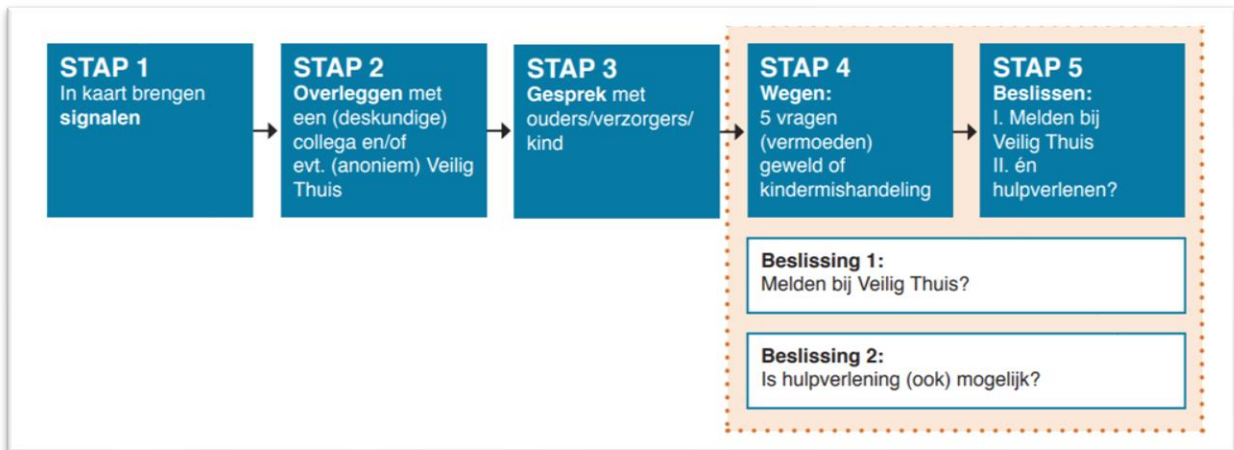 STAP 1
In kaart brengen
signalen
STAP 2
Overleggen met
een (deskundige)
collega en/of
evt. (anoniem) Veilig
Thuis
STAP 3
Gesprek met
ouders/verzorgers/
kind
STAP 4
Wegen:
5 vragen
(vermoeden)
geweld of
kindermishandeling
STAP 5
Beslissen:
I. Melden bij
Veilig Thuis
II. én
hulpverlenen?
Beslissing 1:
Melden bij Veilig Thuis?
Beslissing 2:
Is hulpverlening (ook) mogelijk?